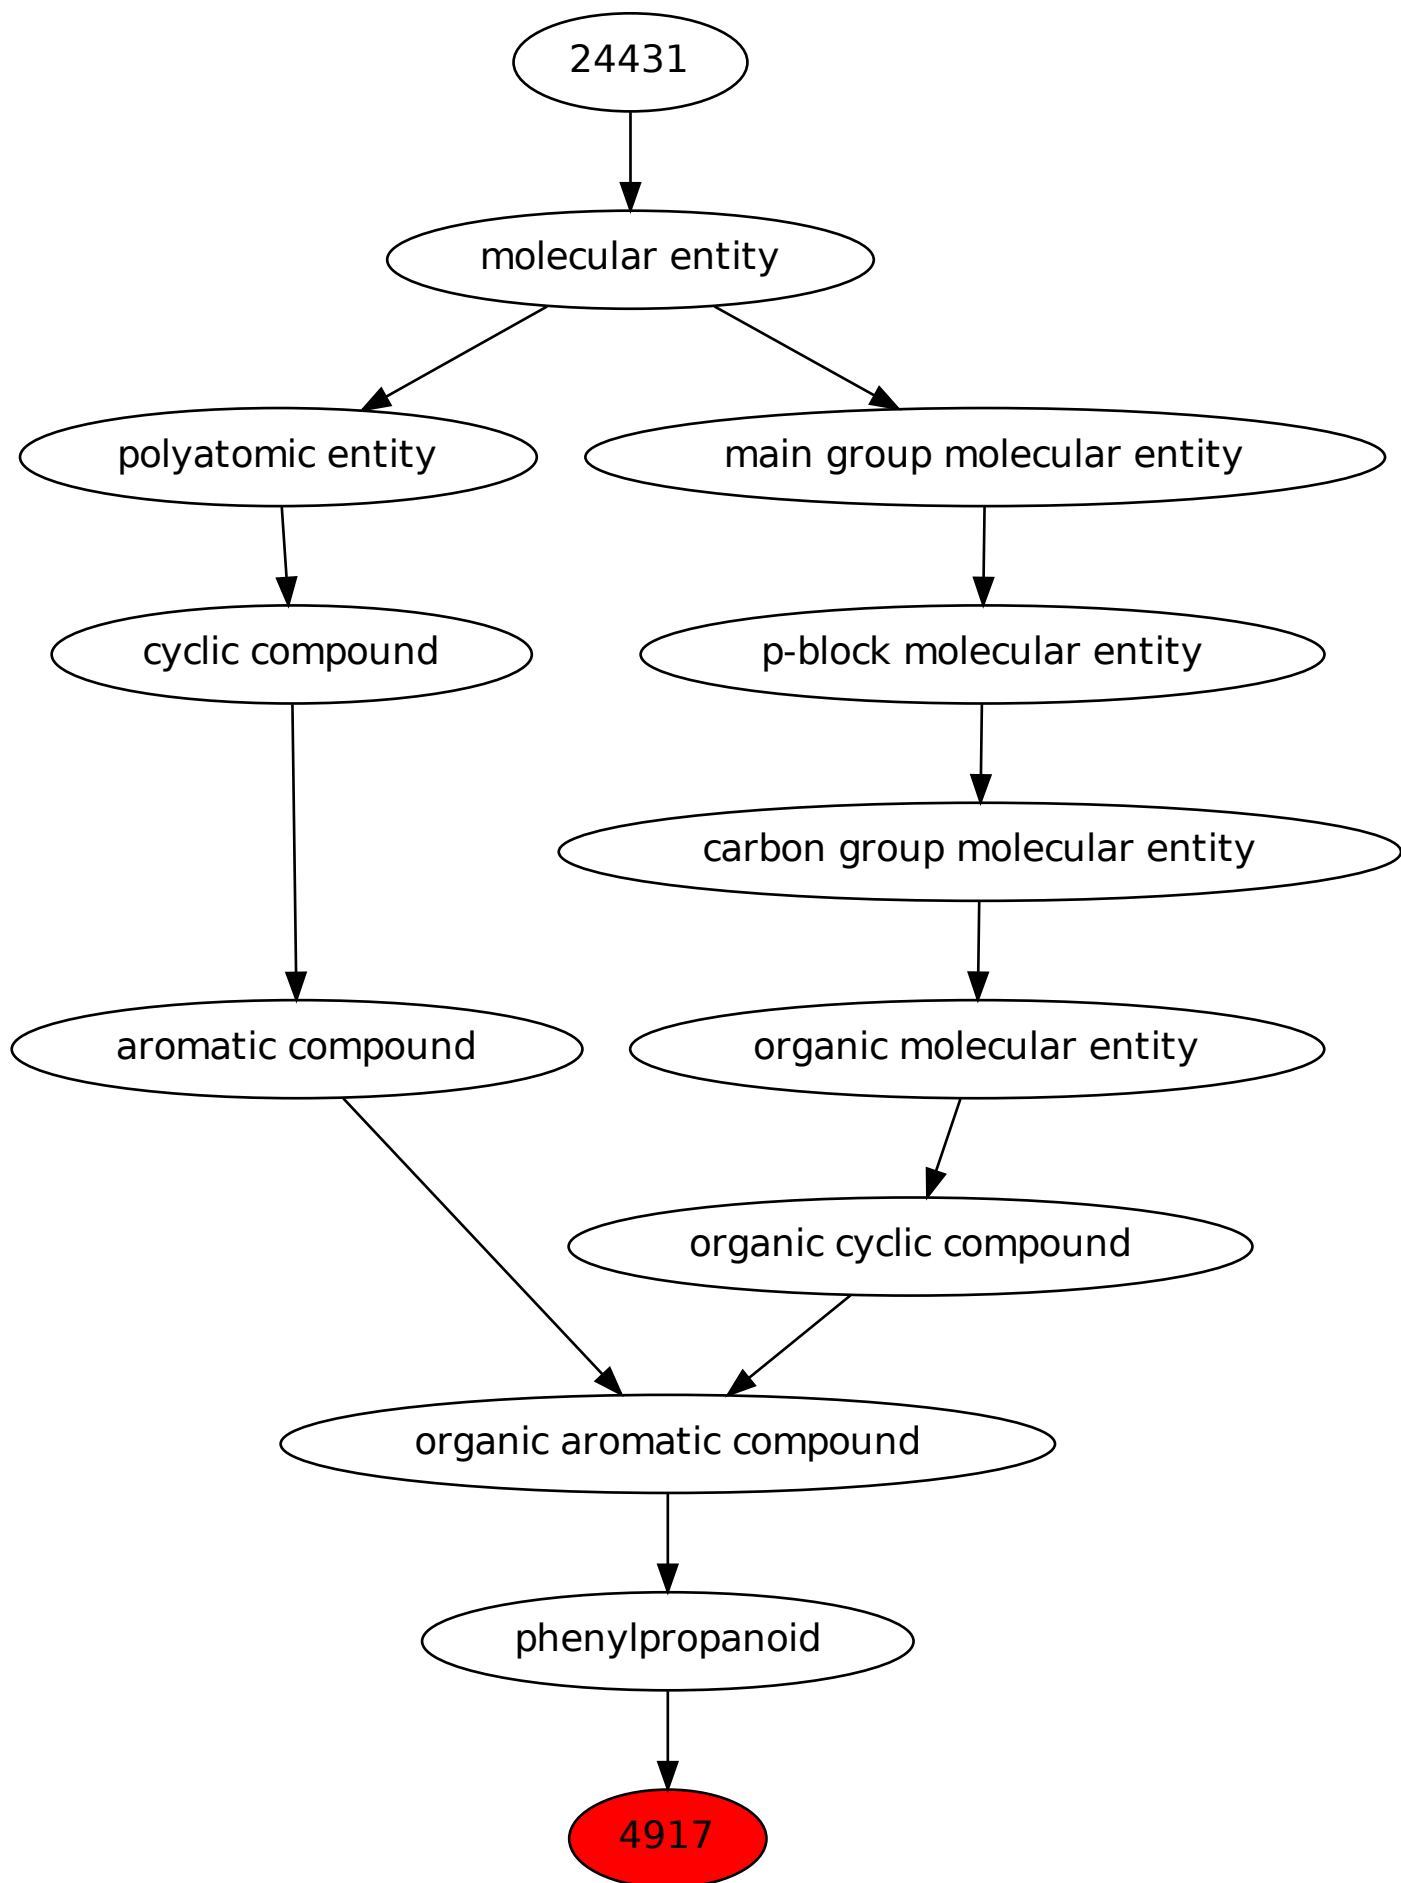 24431
molecular entity
polyatomic entity
main group molecular entity
cyclic compound
p-block molecular entity
carbon group molecular entity
aromatic compound
organic molecular entity
organic cyclic compound
organic aromatic compound
phenylpropanoid
4917